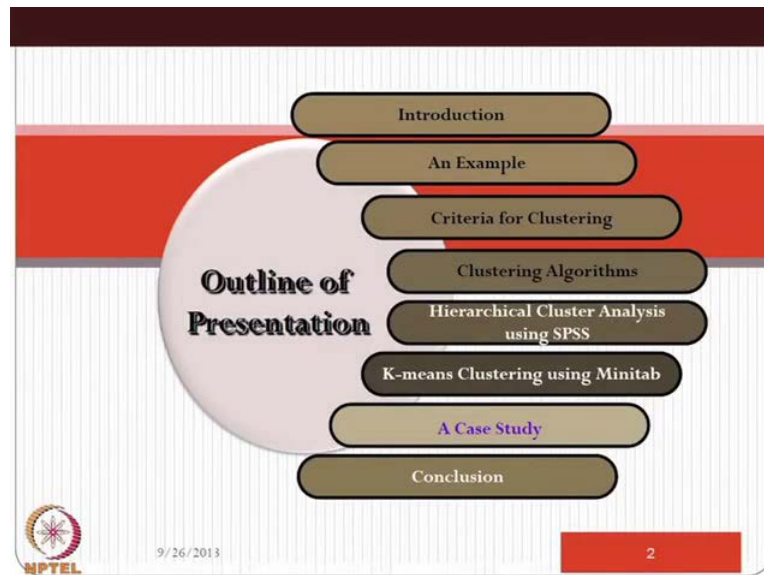 Introduction
An Example
Criteria for Clustering
Clustering Algorithms
Outline of
Presentation
Hierarchical Cluster Analysis
using SPSS
K-means Clustering using Minitab
A Case Study
Conclusion
NPTEL
9/26/2013
2